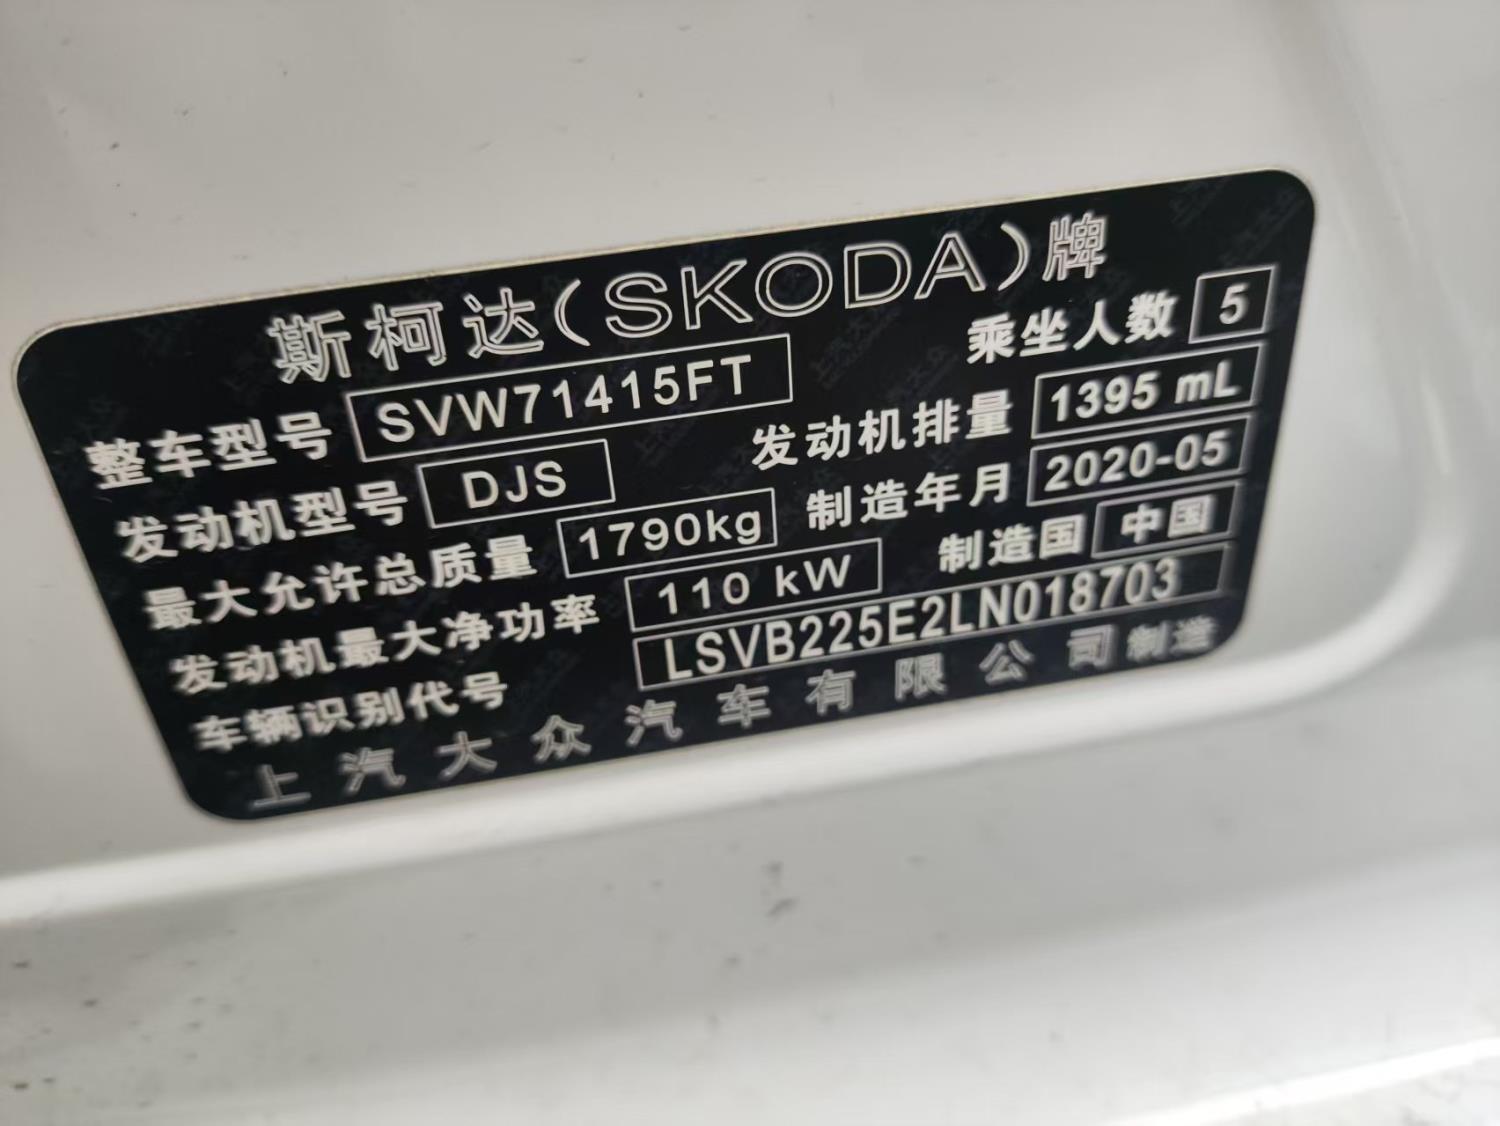 斯柯达(SKODA)牌
整车型号 SVW71415FT 乘坐人数 5
发动机型号 DJS 发动机排量 1395 mL
最大允许总质量 1790kg 制造年月 2020-05
发动机最大净功率 110 kW 制造国 中国
车辆识别代号 LSVB225E2LN018703
上汽大众汽车有限公司制造